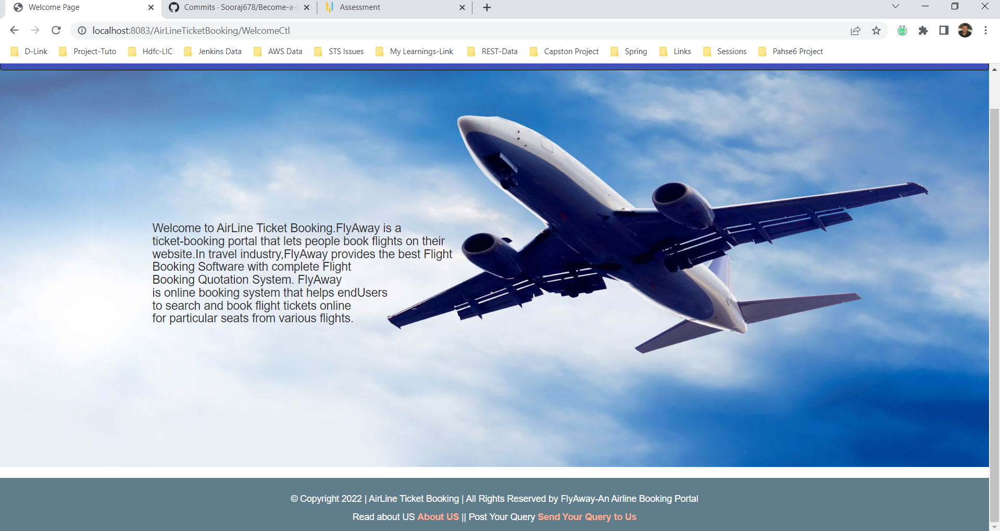 Welcome Page
Commits · Sooraj678/Become-a-
Assessment
localhost:8083/AirLineTicketBooking/WelcomeCtl
D-Link Project-Tuto Hdfc-LIC Jenkins Data AWS Data STS Issues My Learnings-Link REST-Data Capston Project Spring Links Sessions Pahse6 Project
Welcome to AirLine Ticket Booking.FlyAway is a
ticket-booking portal that lets people book flights on their
website.In travel industry,FlyAway provides the best Flight
Booking Software with complete Flight
Booking Quotation System. FlyAway
is online booking system that helps endUsers
to search and book flight tickets online
for particular seats from various flights.
© Copyright 2022 | AirLine Ticket Booking | All Rights Reserved by FlyAway-An Airline Booking Portal
Read about US About US || Post Your Query Send Your Query to Us